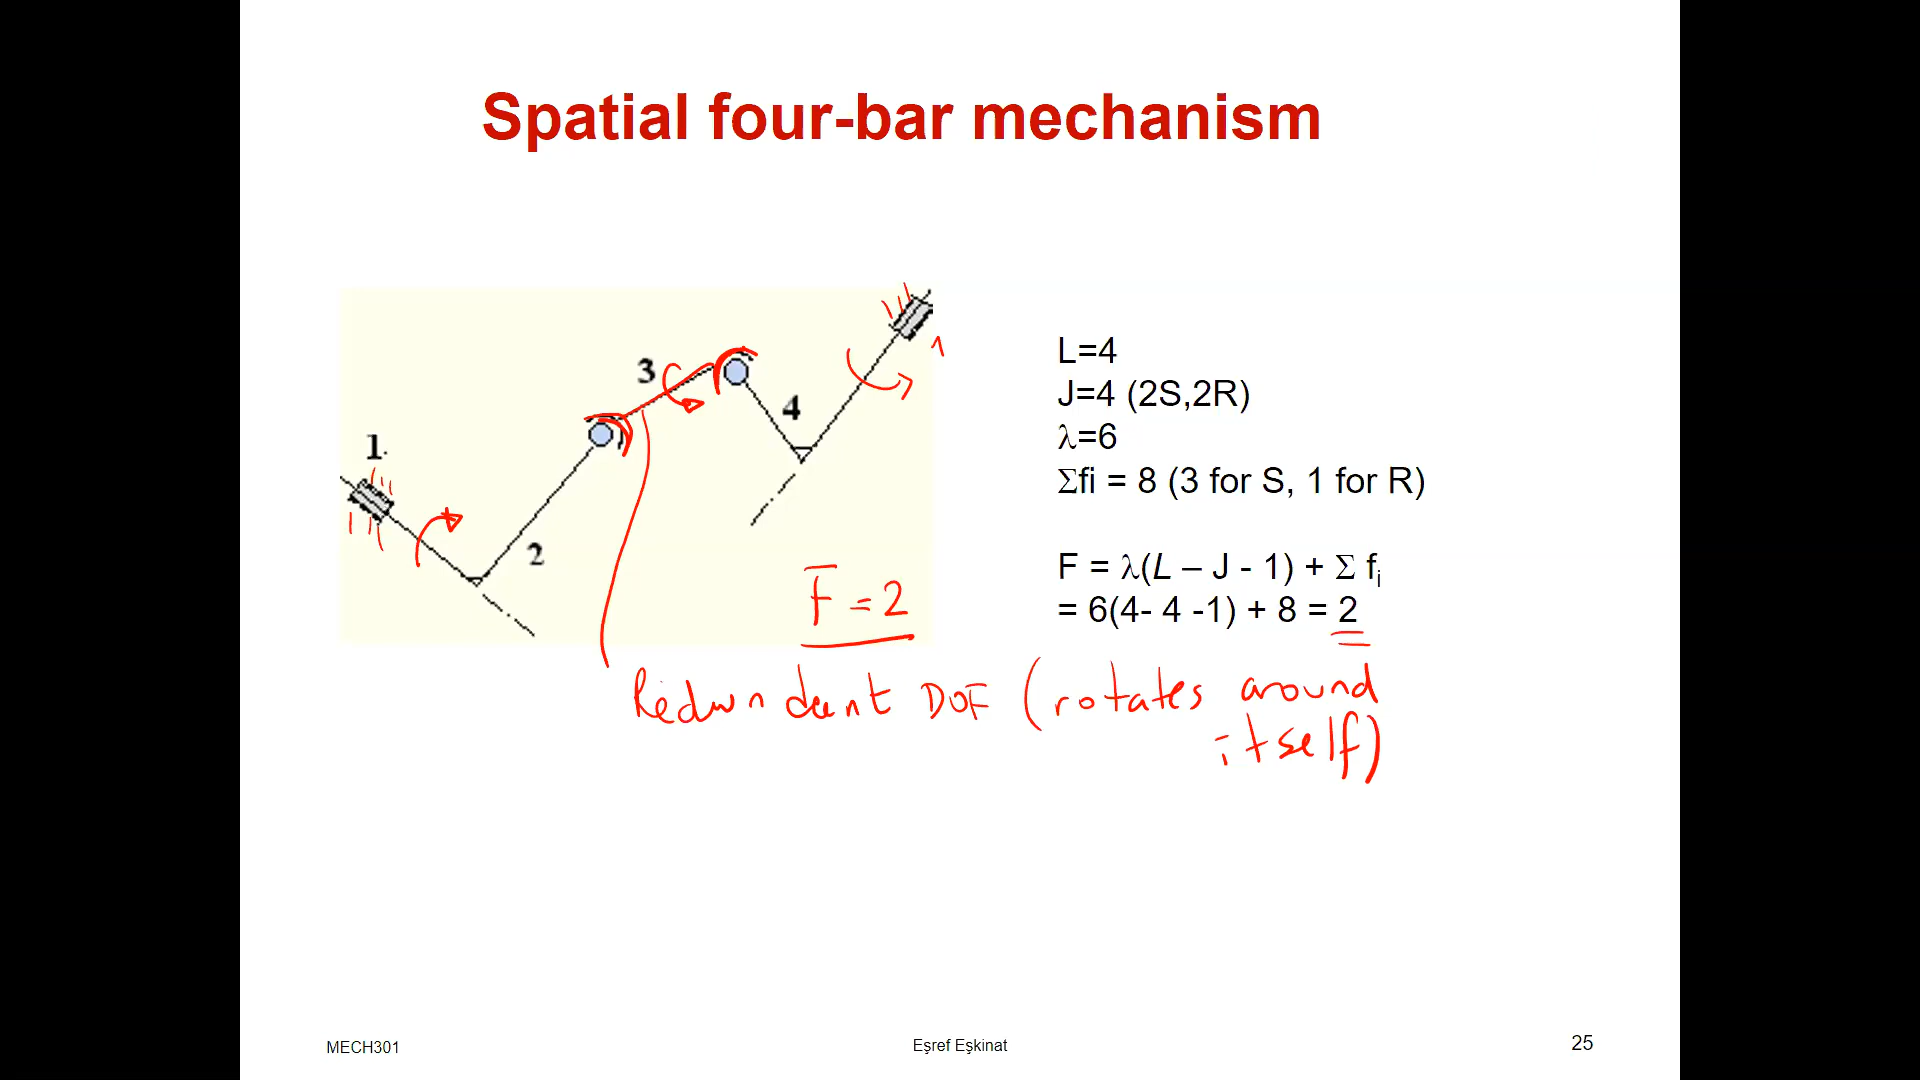 Spatial four-bar mechanism
1
3
4
1.
2
F = 2
L=4
J=4 (2S,2R)
λ=6
Σfi = 8 (3 for S, 1 for R)
F = λ(L – J - 1) + Σ fi
= 6(4- 4 -1) + 8 = 2
Redundant DOF (rotates around
itself)
MECH301
Eşref Eşkinat
25